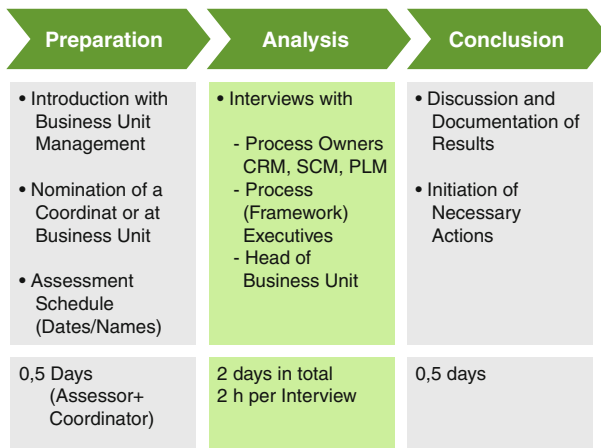 Preparation
Analysis
Conclusion
• Introduction with
Business Unit
Management
• Nomination of a
Coordinat or at
Business Unit
• Assessment
Schedule
(Dates/Names)
• Interviews with
- Process Owners
CRM, SCM, PLM
- Process
(Framework)
Executives
- Head of
Business Unit
• Discussion and
Documentation of
Results
• Initiation of
Necessary
Actions
0,5 Days
(Assessor+
Coordinator)
2 days in total
2 h per Interview
0,5 days